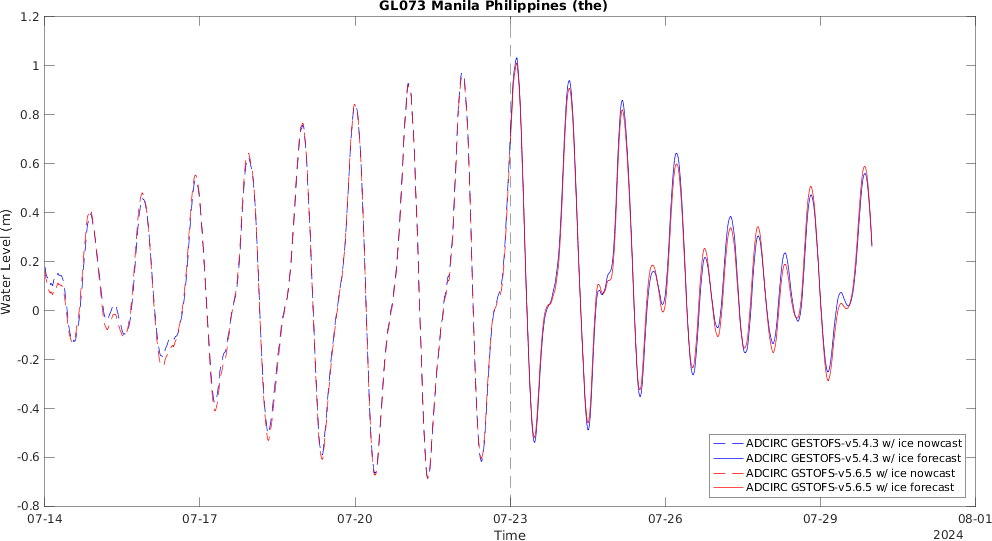 GL073 Manila Philippines (the)
1.2
1
0.8
0.6
0.4
0.2
0
-0.2
-0.4
-0.6
-0.8
Water Level (m)
ADCIRC GESTOFS-v5.4.3 w/ ice nowcast
ADCIRC GESTOFS-v5.4.3 w/ ice forecast
ADCIRC GSTOFS-v5.6.5 w/ ice nowcast
ADCIRC GSTOFS-v5.6.5 w/ ice forecast
07-14 07-17 07-20 07-23 07-26 07-29 08-01
Time
2024